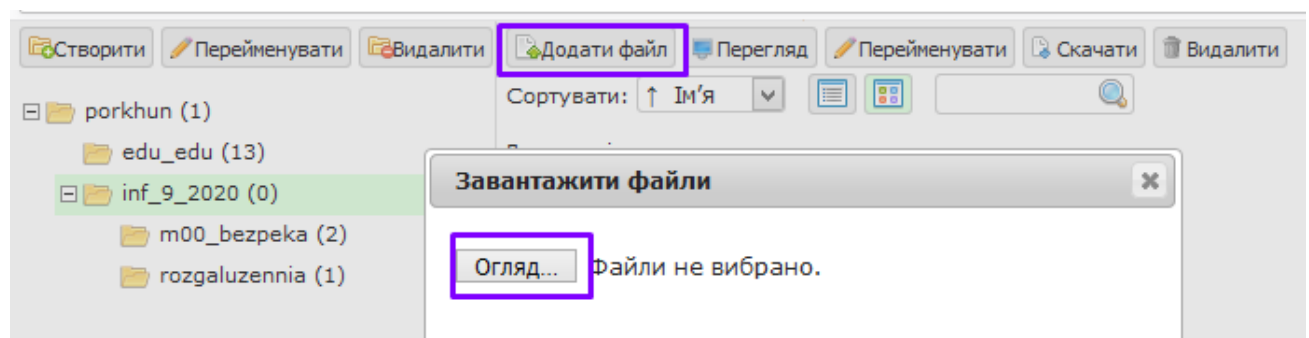 Створити Перейменувати Видалити Додати файл Перегляд Перейменувати Скачати Видалити
Сортувати: ↑ Ім'я
porkhun (1)
edu_edu (13)
inf_9_2020 (0)
m00_bezpeka (2)
rozgaluzennia (1)
Завантажити файли
Огляд... Файли не вибрано.